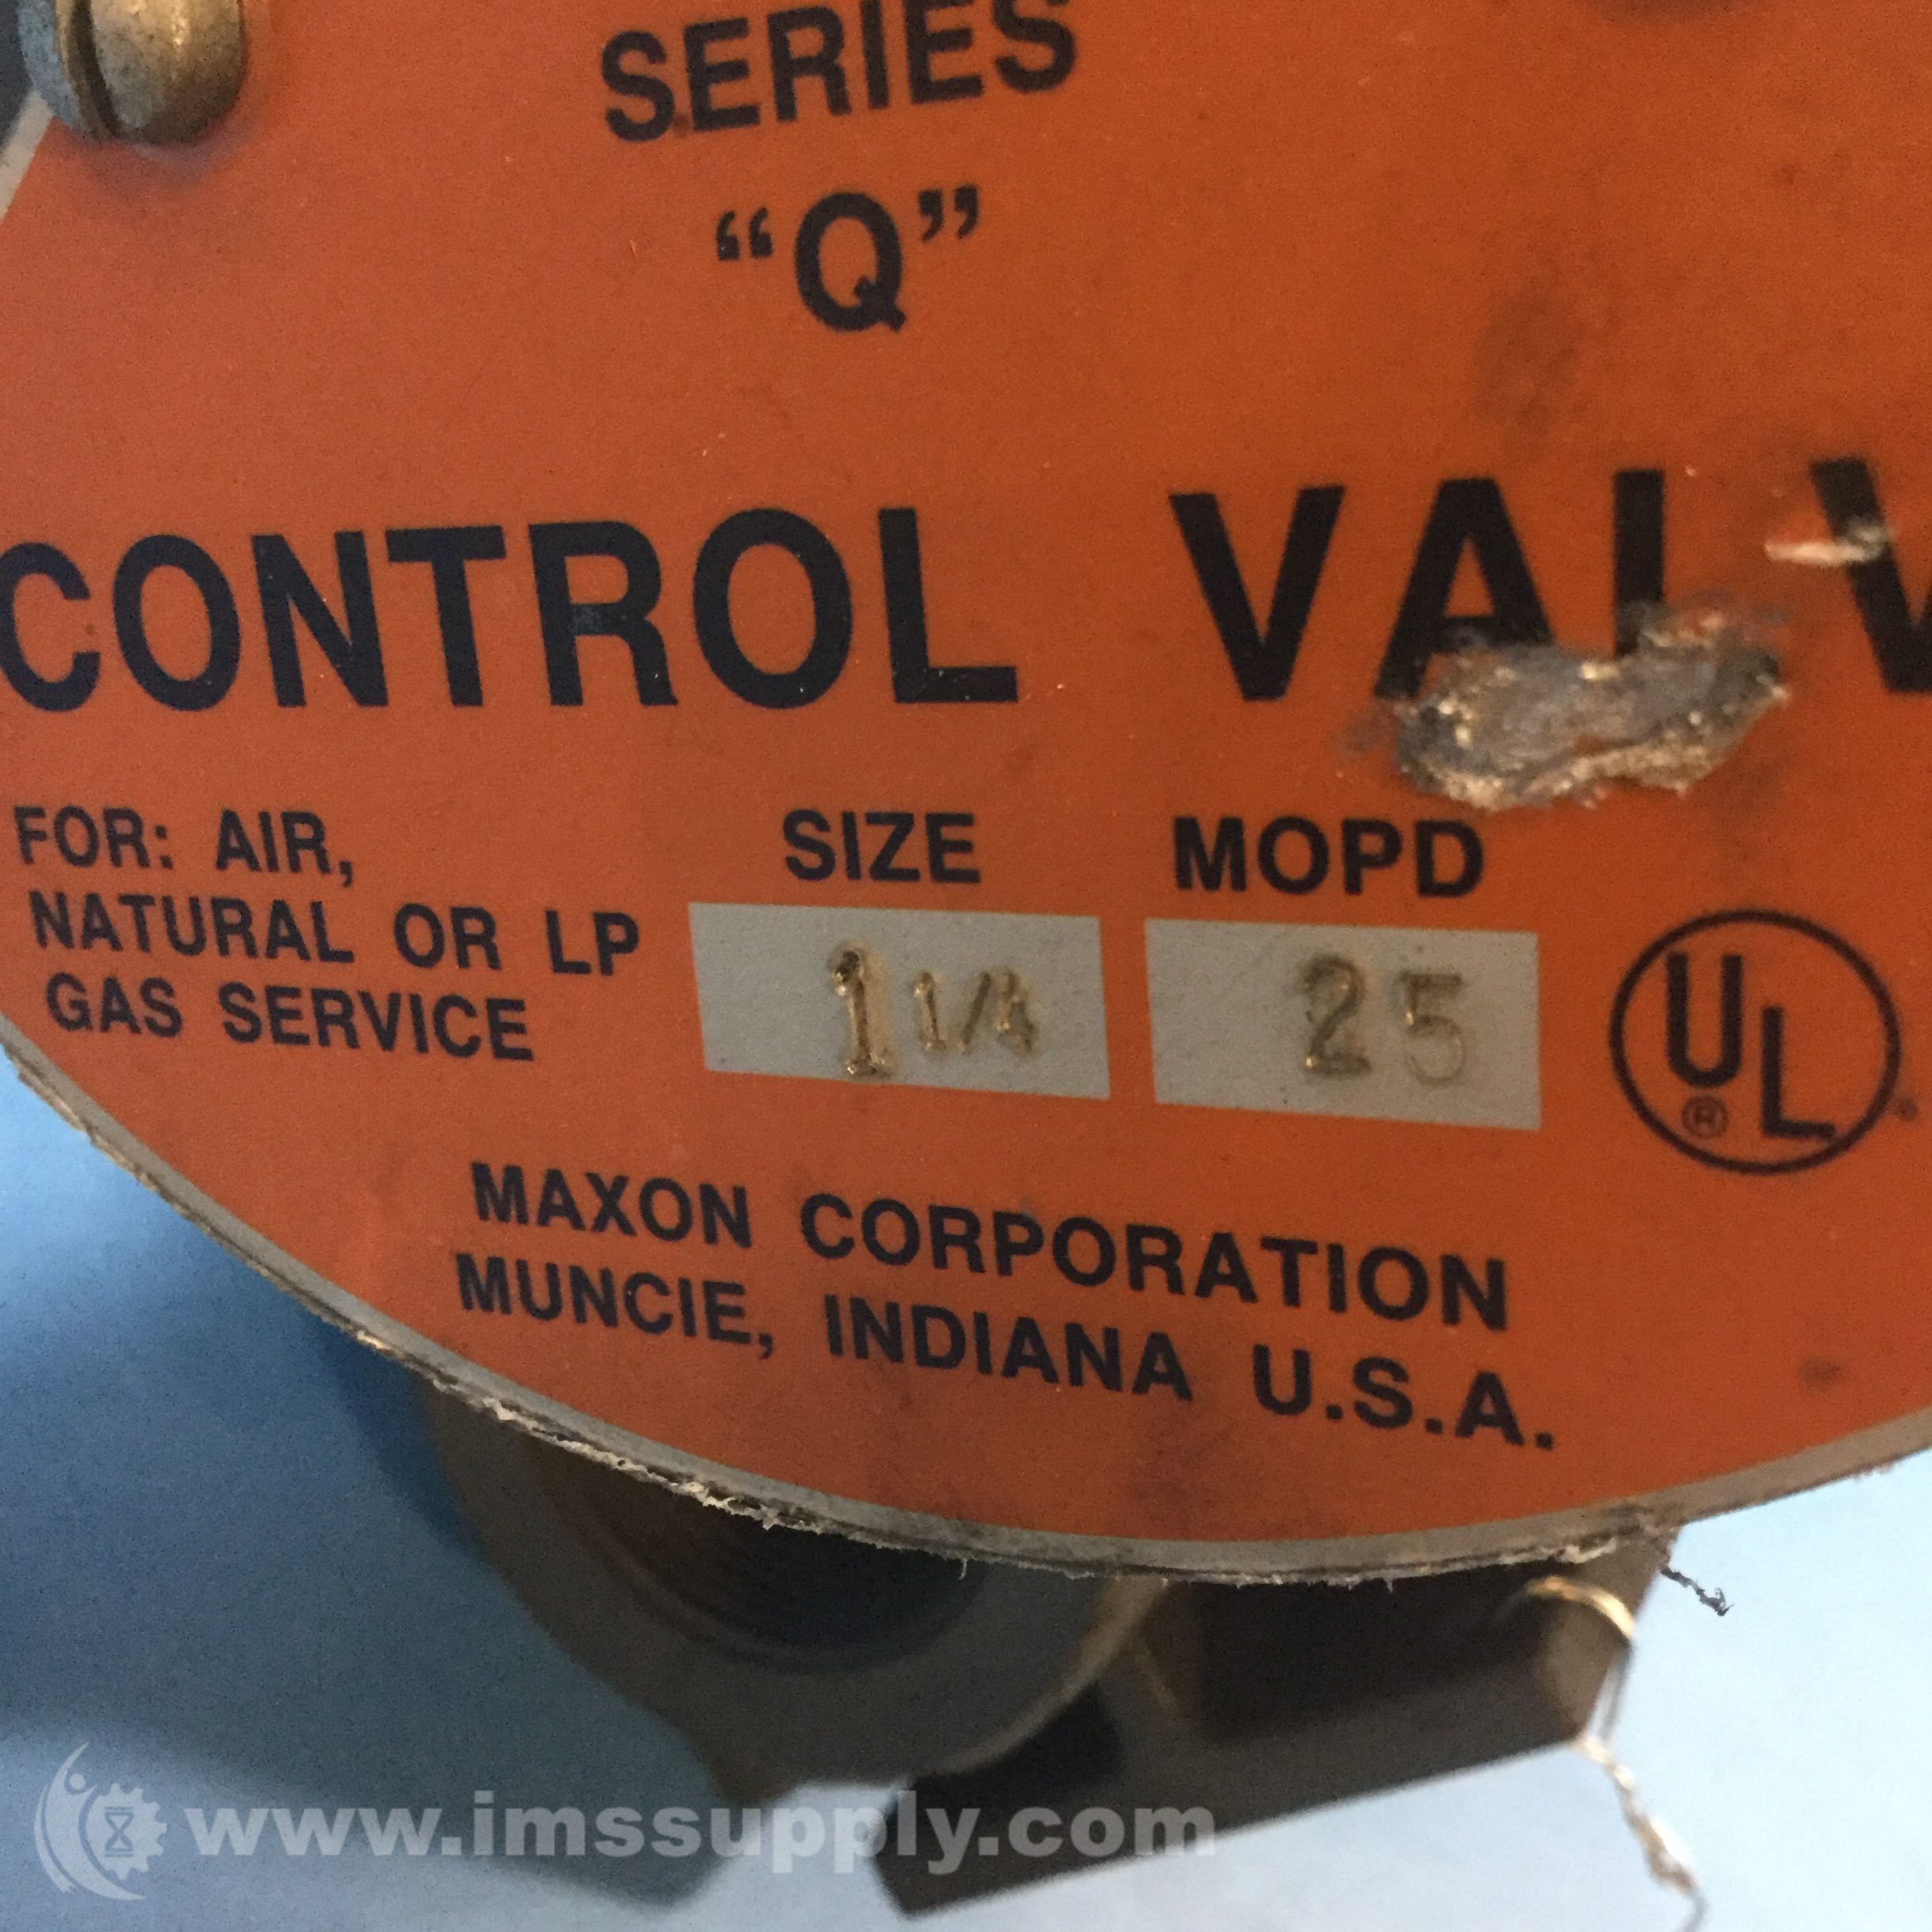 SERIES
“Q”
CONTROL VALV
FOR: AIR,
NATURAL OR LP
GAS SERVICE
SIZE
1 1/4
MOPD
25
UL
®
MAXON CORPORATION
MUNCIE, INDIANA U.S.A.
www.imssupply.com